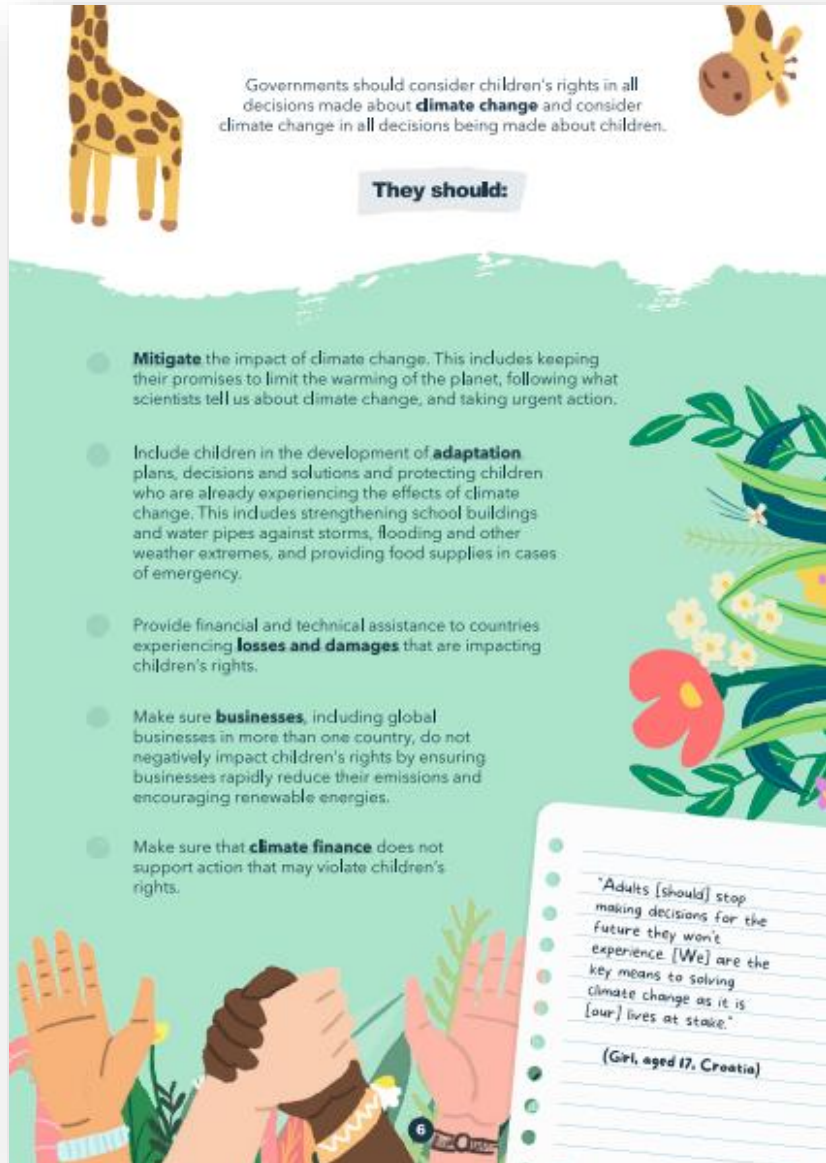 Governments should consider children's rights in all
decisions made about climate change and consider
climate change in all decisions being made about children.
They should:
Mitigate the impact of climate change. This includes keeping
their promises to limit the warming of the planet, following what
scientists tell us about climate change, and taking urgent action.
Include children in the development of adaptation
plans, decisions and solutions and protecting children
who are already experiencing the effects of climate
change. This includes strengthening school buildings
and water pipes against storms, flooding and other
weather extremes, and providing food supplies in cases
of emergency.
Provide financial and technical assistance to countries
experiencing losses and damages that are impacting
children's rights.
Make sure businesses, including global
businesses in more than one country, do not
negatively impact children's rights by ensuring
businesses rapidly reduce their emissions and
encouraging renewable energies.
Make sure that climate finance does not
support action that may violate children's
rights.
"Adults [should] stop
making decisions for the
future they won't
experience. [We] are the
key means to solving
climate change as it is
[our] lives at stake."
(Girl, aged 17, Croatia)
6